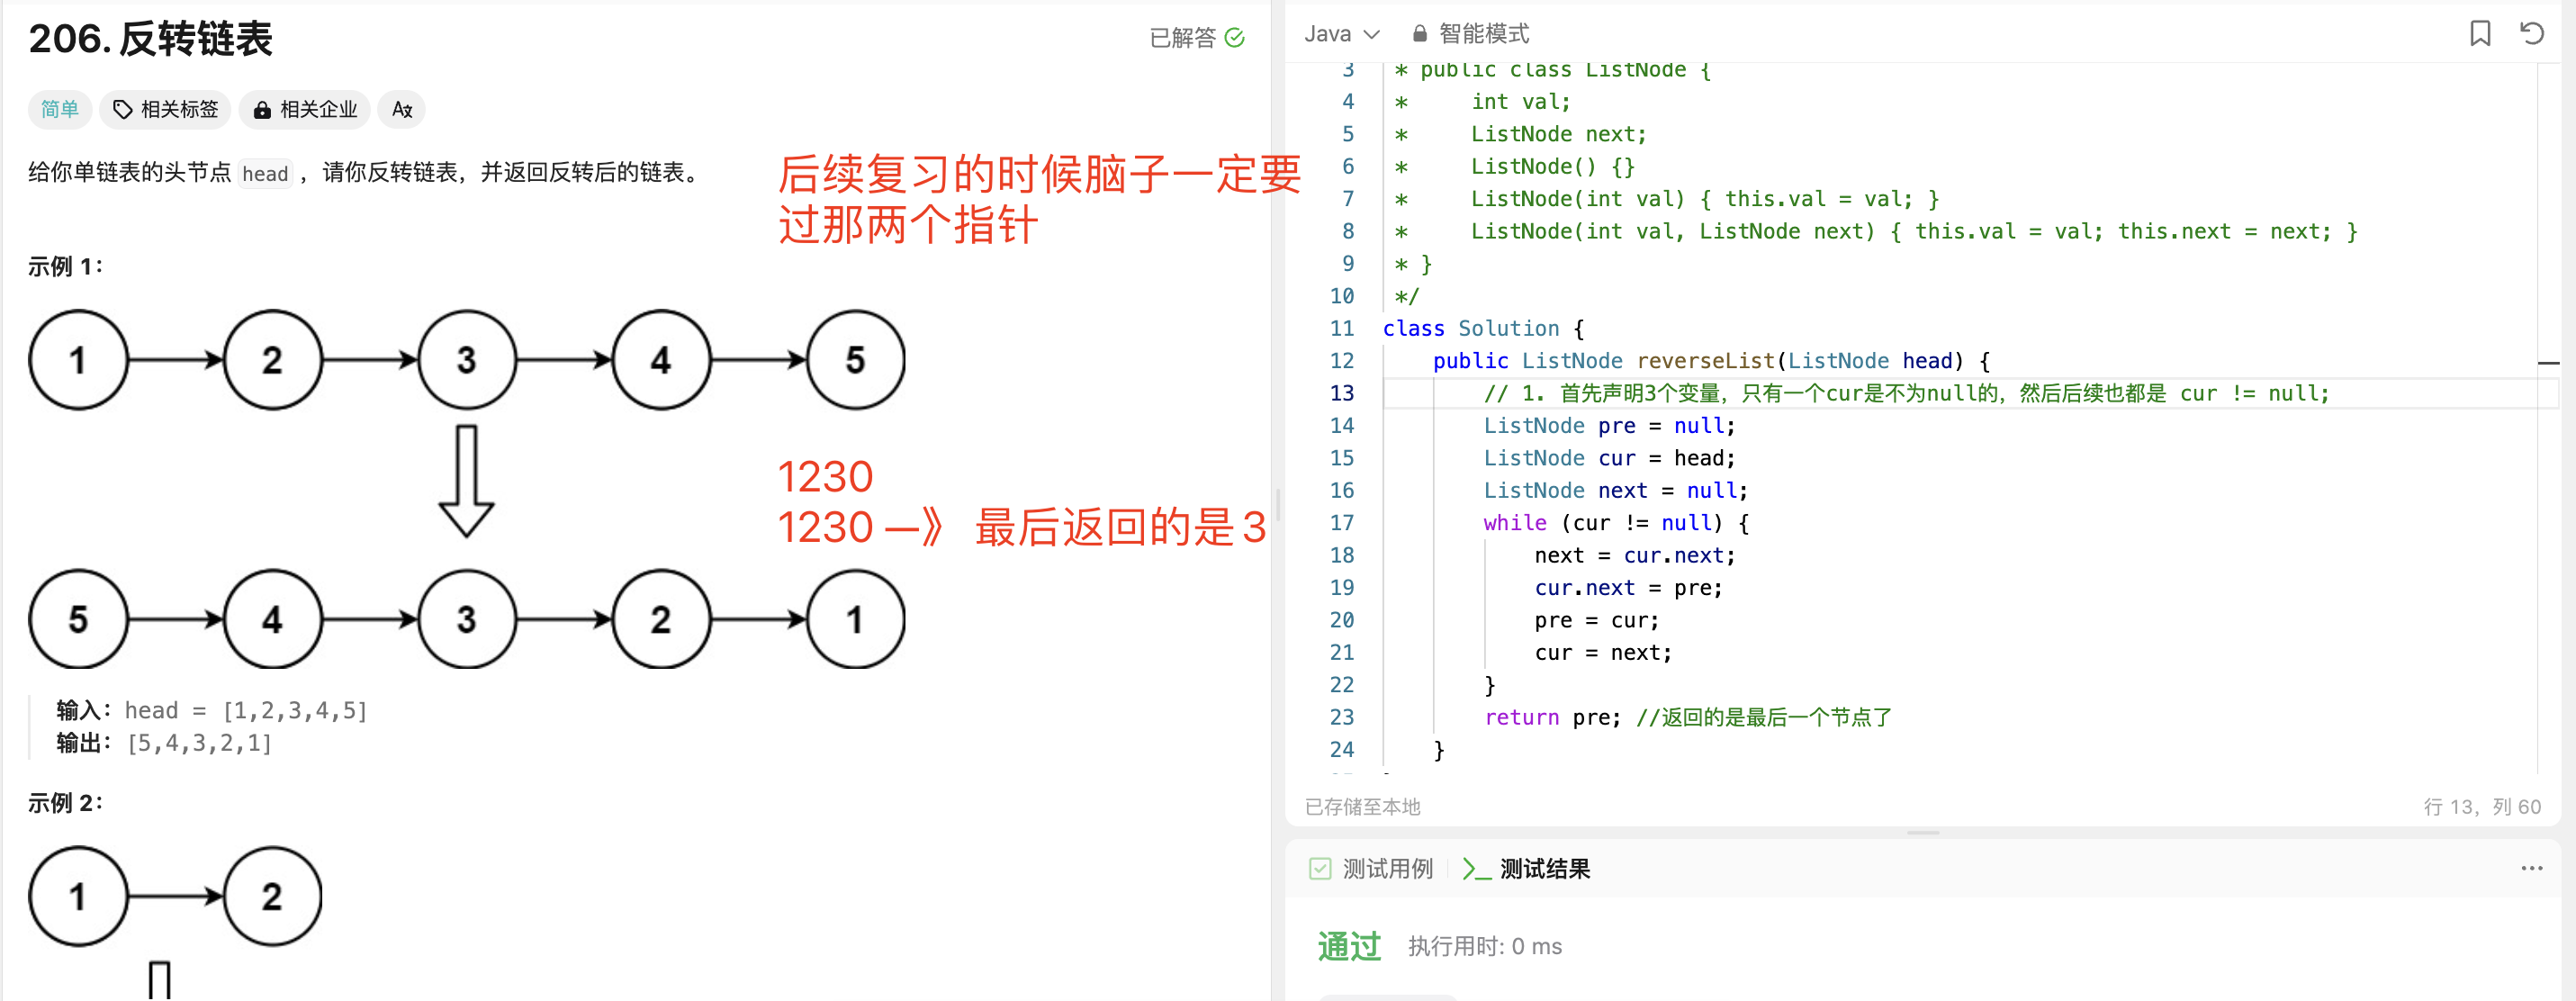 206. 反转链表
已解答
简单 相关标签 相关企业
给你单链表的头节点 head ，请你反转链表，并返回反转后的链表。
后续复习的时候脑子一定要
过那两个指针
示例 1：
1 2 3 4 5
1230
1230 —》 最后返回的是3
5 4 3 2 1
输入：head = [1,2,3,4,5]
输出：[5,4,3,2,1]
示例 2：
1 2
Java 智能模式
3 * public class ListNode {
4 *     int val;
5 *     ListNode next;
6 *     ListNode() {}
7 *     ListNode(int val) { this.val = val; }
8 *     ListNode(int val, ListNode next) { this.val = val; this.next = next; }
9 * }
10 */
11 class Solution {
12     public ListNode reverseList(ListNode head) {
13         // 1. 首先声明3个变量，只有一个cur是不为null的，然后后续也都是 cur != null;
14         ListNode pre = null;
15         ListNode cur = head;
16         ListNode next = null;
17         while (cur != null) {
18             next = cur.next;
19             cur.next = pre;
20             pre = cur;
21             cur = next;
22         }
23         return pre; //返回的是最后一个节点了
24     }
已存储至本地
行 13，列 60
测试用例 测试结果
通过 执行用时: 0 ms